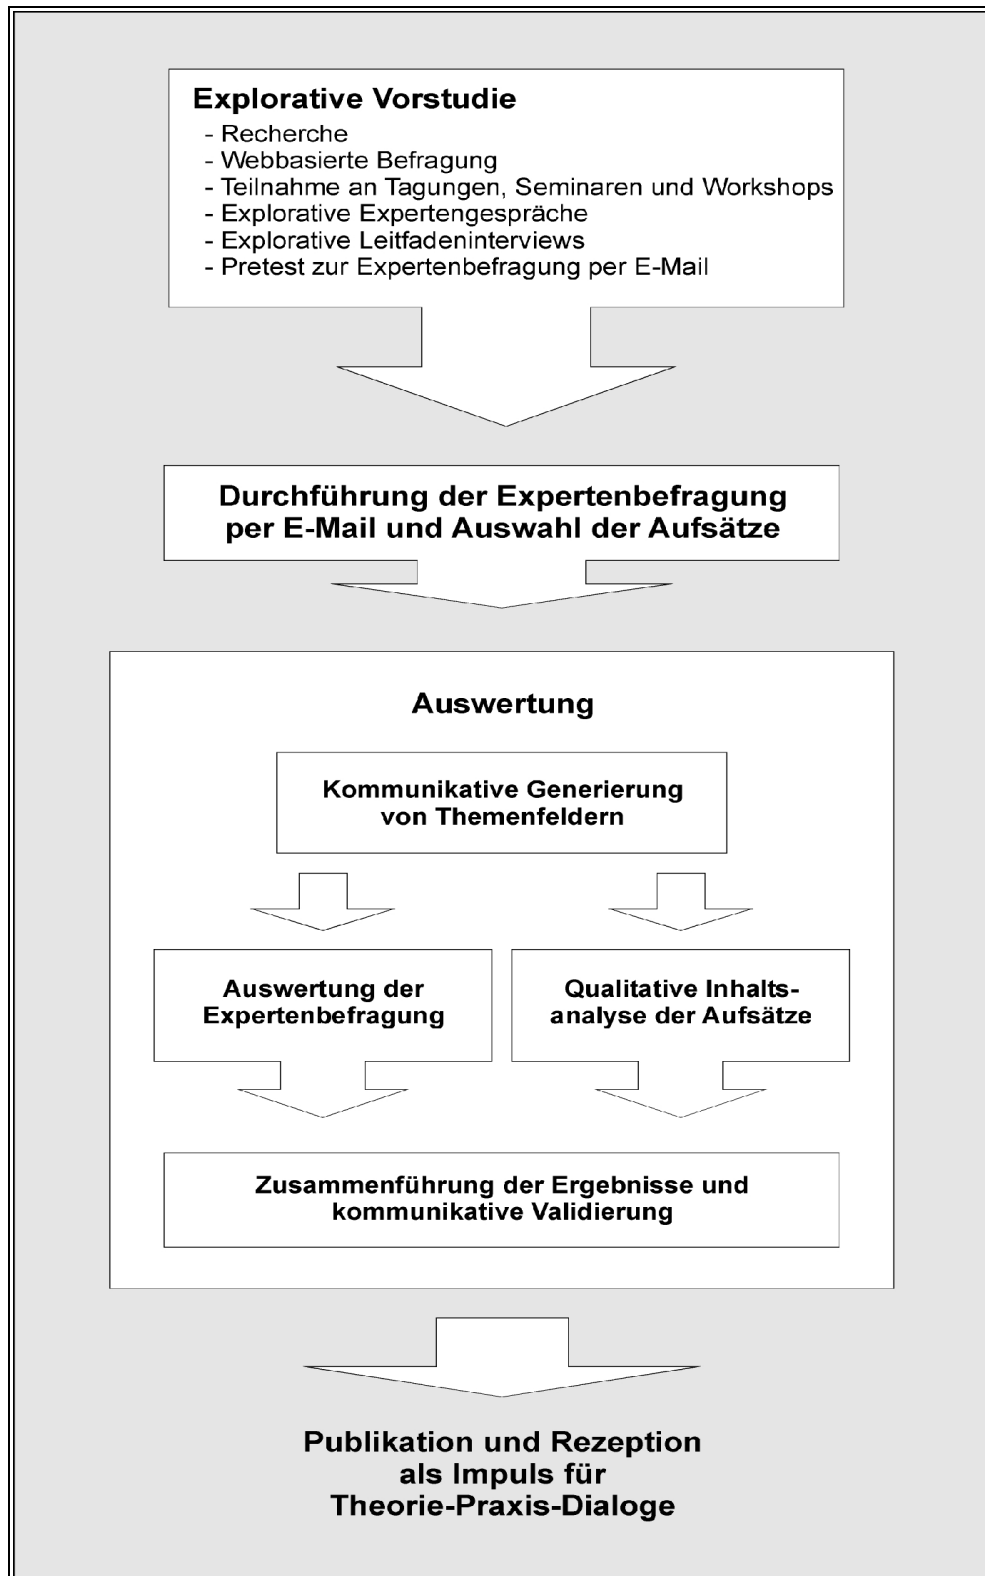 Explorative Vorstudie
- Recherche
- Webbasierte Befragung
- Teilnahme an Tagungen, Seminaren und Workshops
- Explorative Expertengespräche
- Explorative Leitfadeninterviews
- Pretest zur Expertenbefragung per E-Mail
Durchführung der Expertenbefragung
per E-Mail und Auswahl der Aufsätze
Auswertung
Kommunikative Generierung
von Themenfeldern
Auswertung der
Expertenbefragung
Qualitative Inhalts-
analyse der Aufsätze
Zusammenführung der Ergebnisse und
kommunikative Validierung
Publikation und Rezeption
als Impuls für
Theorie-Praxis-Dialoge